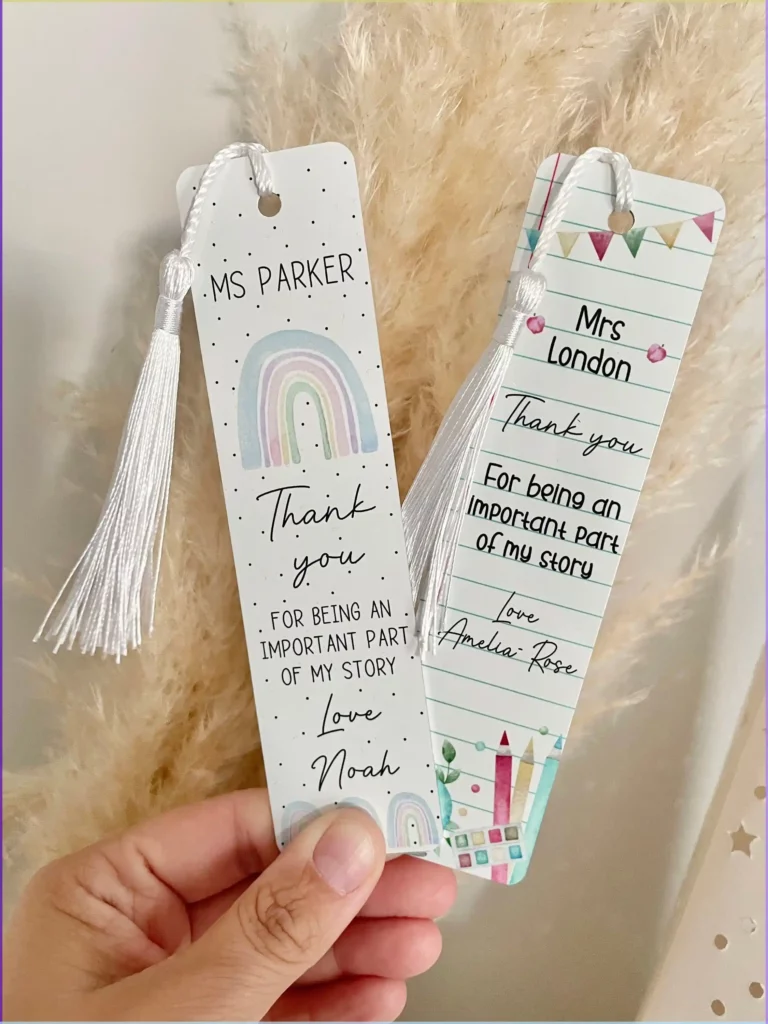 MS PARKER
Thank
you
FOR BEING AN
IMPORTANT PART
OF MY STORY
Love
Noah
Mrs
London
Thank you
For being an
important part
of my story
Love
Amelia-Rose